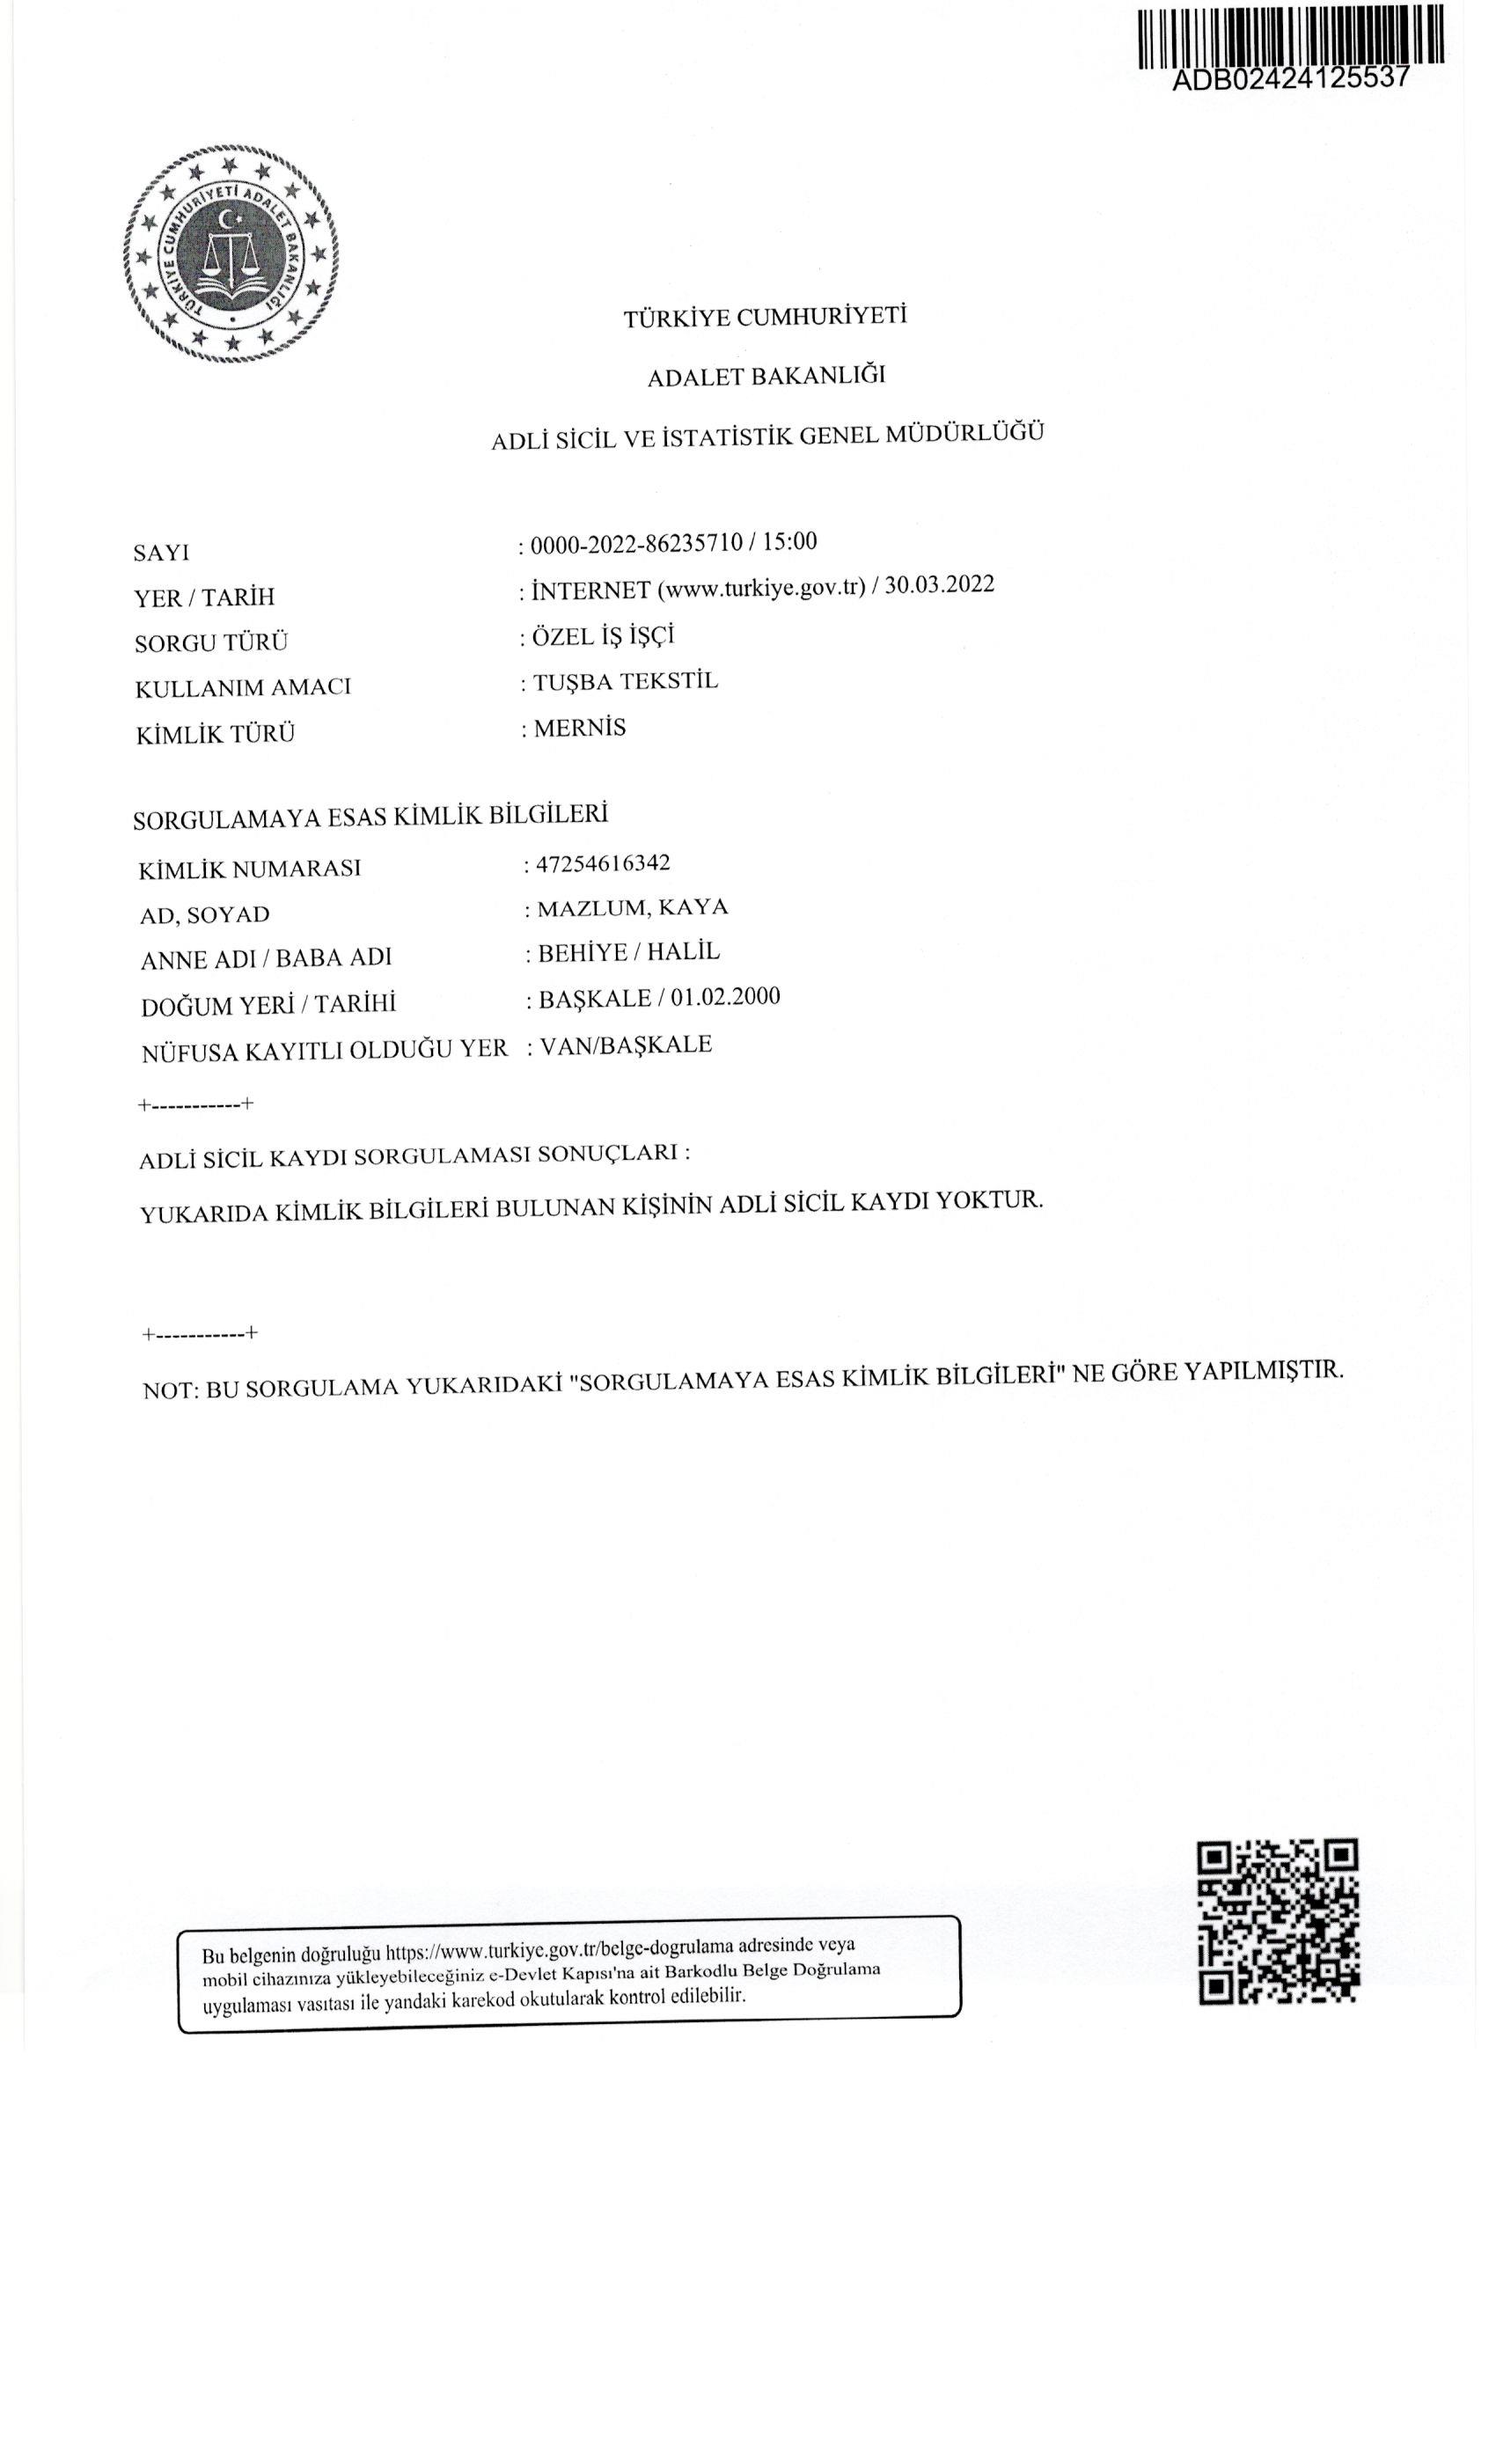 ADB02424125537
TÜRKİYE CUMHURİYETİ ADALET BAKANLIĞI
TÜRKİYE CUMHURİYETİ
ADALET BAKANLIĞI
ADLİ SİCİL VE İSTATİSTİK GENEL MÜDÜRLÜĞÜ
SAYI : 0000-2022-86235710 / 15:00
YER / TARİH : İNTERNET (www.turkiye.gov.tr) / 30.03.2022
SORGU TÜRÜ : ÖZEL İŞ İŞÇİ
KULLANIM AMACI : TUŞBA TEKSTİL
KİMLİK TÜRÜ : MERNİS
SORGULAMAYA ESAS KİMLİK BİLGİLERİ
KİMLİK NUMARASI : 47254616342
AD, SOYAD : MAZLUM, KAYA
ANNE ADI / BABA ADI : BEHİYE / HALİL
DOĞUM YERİ / TARİHİ : BAŞKALE / 01.02.2000
NÜFUSA KAYITLI OLDUĞU YER : VAN/BAŞKALE
+-----------+
ADLİ SİCİL KAYDI SORGULAMASI SONUÇLARI :
YUKARIDA KİMLİK BİLGİLERİ BULUNAN KİŞİNİN ADLİ SİCİL KAYDI YOKTUR.
+-----------+
NOT: BU SORGULAMA YUKARIDAKİ "SORGULAMAYA ESAS KİMLİK BİLGİLERİ" NE GÖRE YAPILMIŞTIR.
Bu belgenin doğruluğu https://www.turkiye.gov.tr/belge-dogrulama adresinde veya
mobil cihazınıza yükleyebileceğiniz e-Devlet Kapısı'na ait Barkodlu Belge Doğrulama
uygulaması vasıtası ile yandaki karekod okutularak kontrol edilebilir.